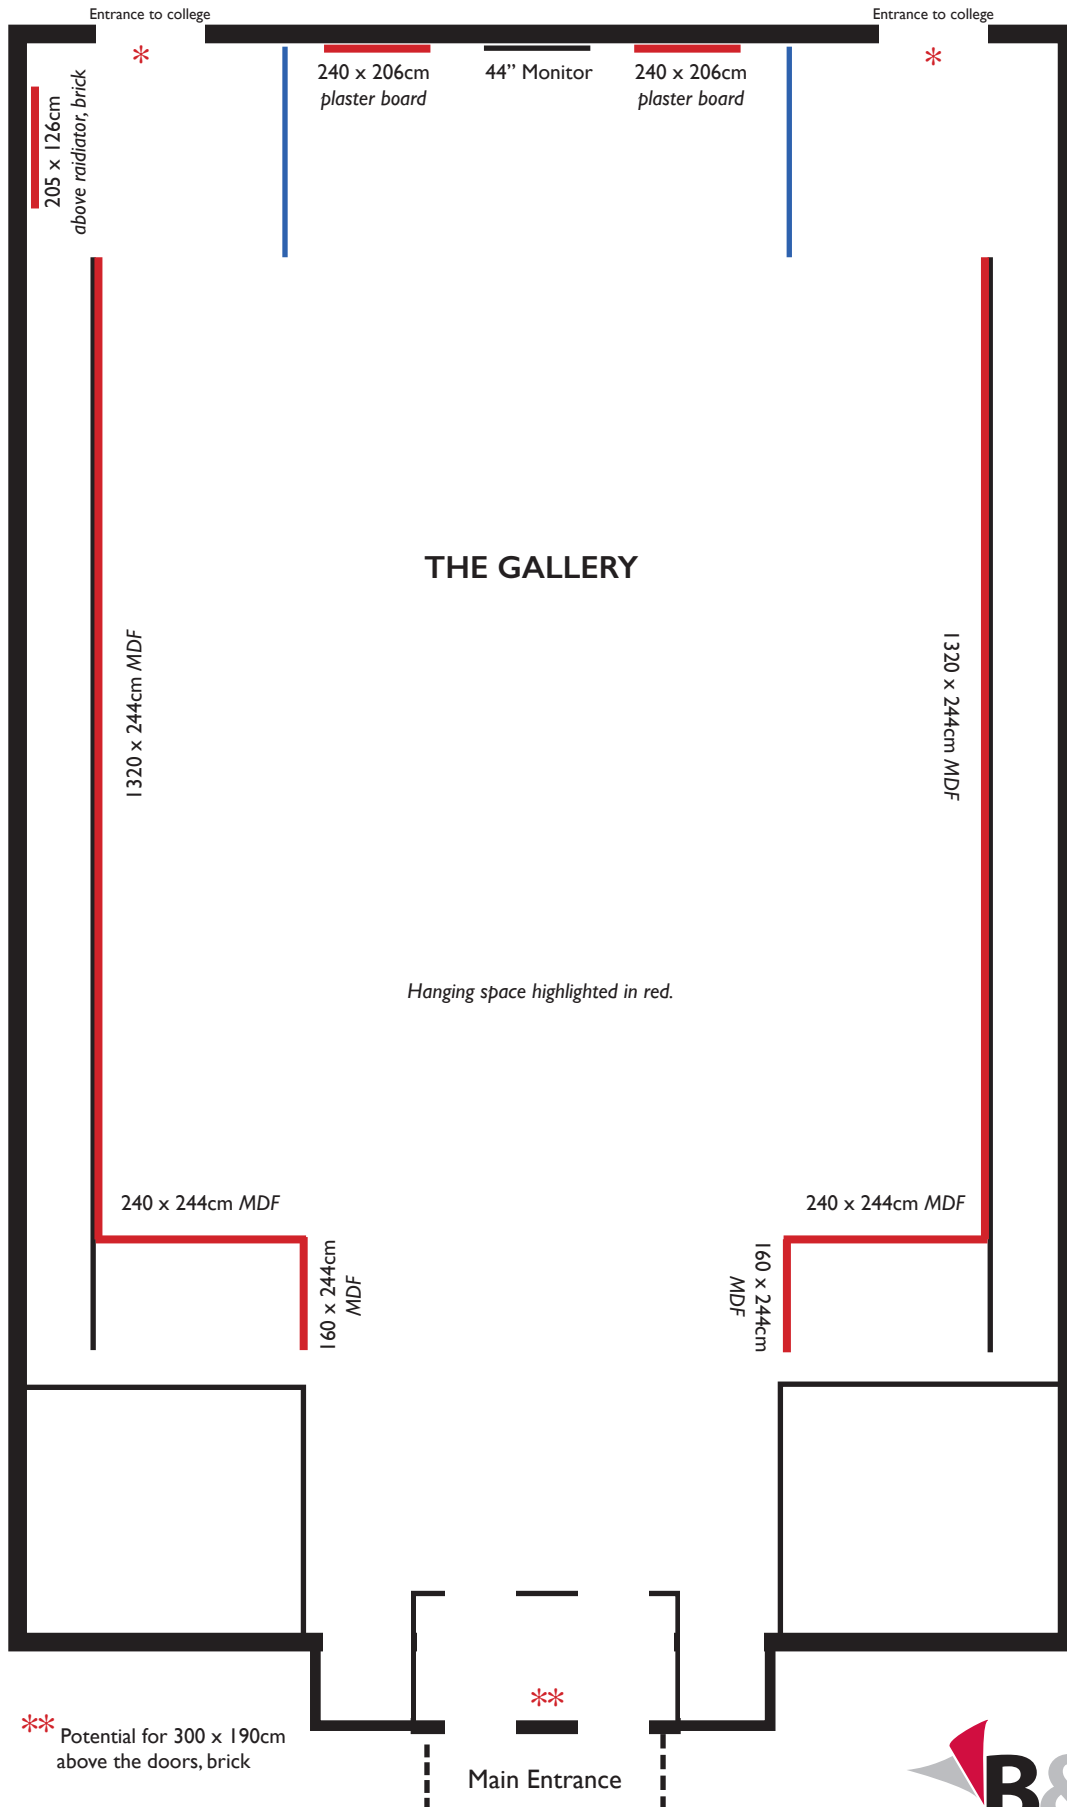 Entrance to college
Entrance to college
*
*
240 x 206cm
plaster board
44” Monitor
240 x 206cm
plaster board
205 x 126cm
above raidiator, brick
THE GALLERY
1320 x 244cm MDF
1320 x 244cm MDF
Hanging space highlighted in red.
240 x 244cm MDF
240 x 244cm MDF
160 x 244cm
MDF
160 x 244cm
MDF
**
** Potential for 300 x 190cm
above the doors, brick
Main Entrance
B&